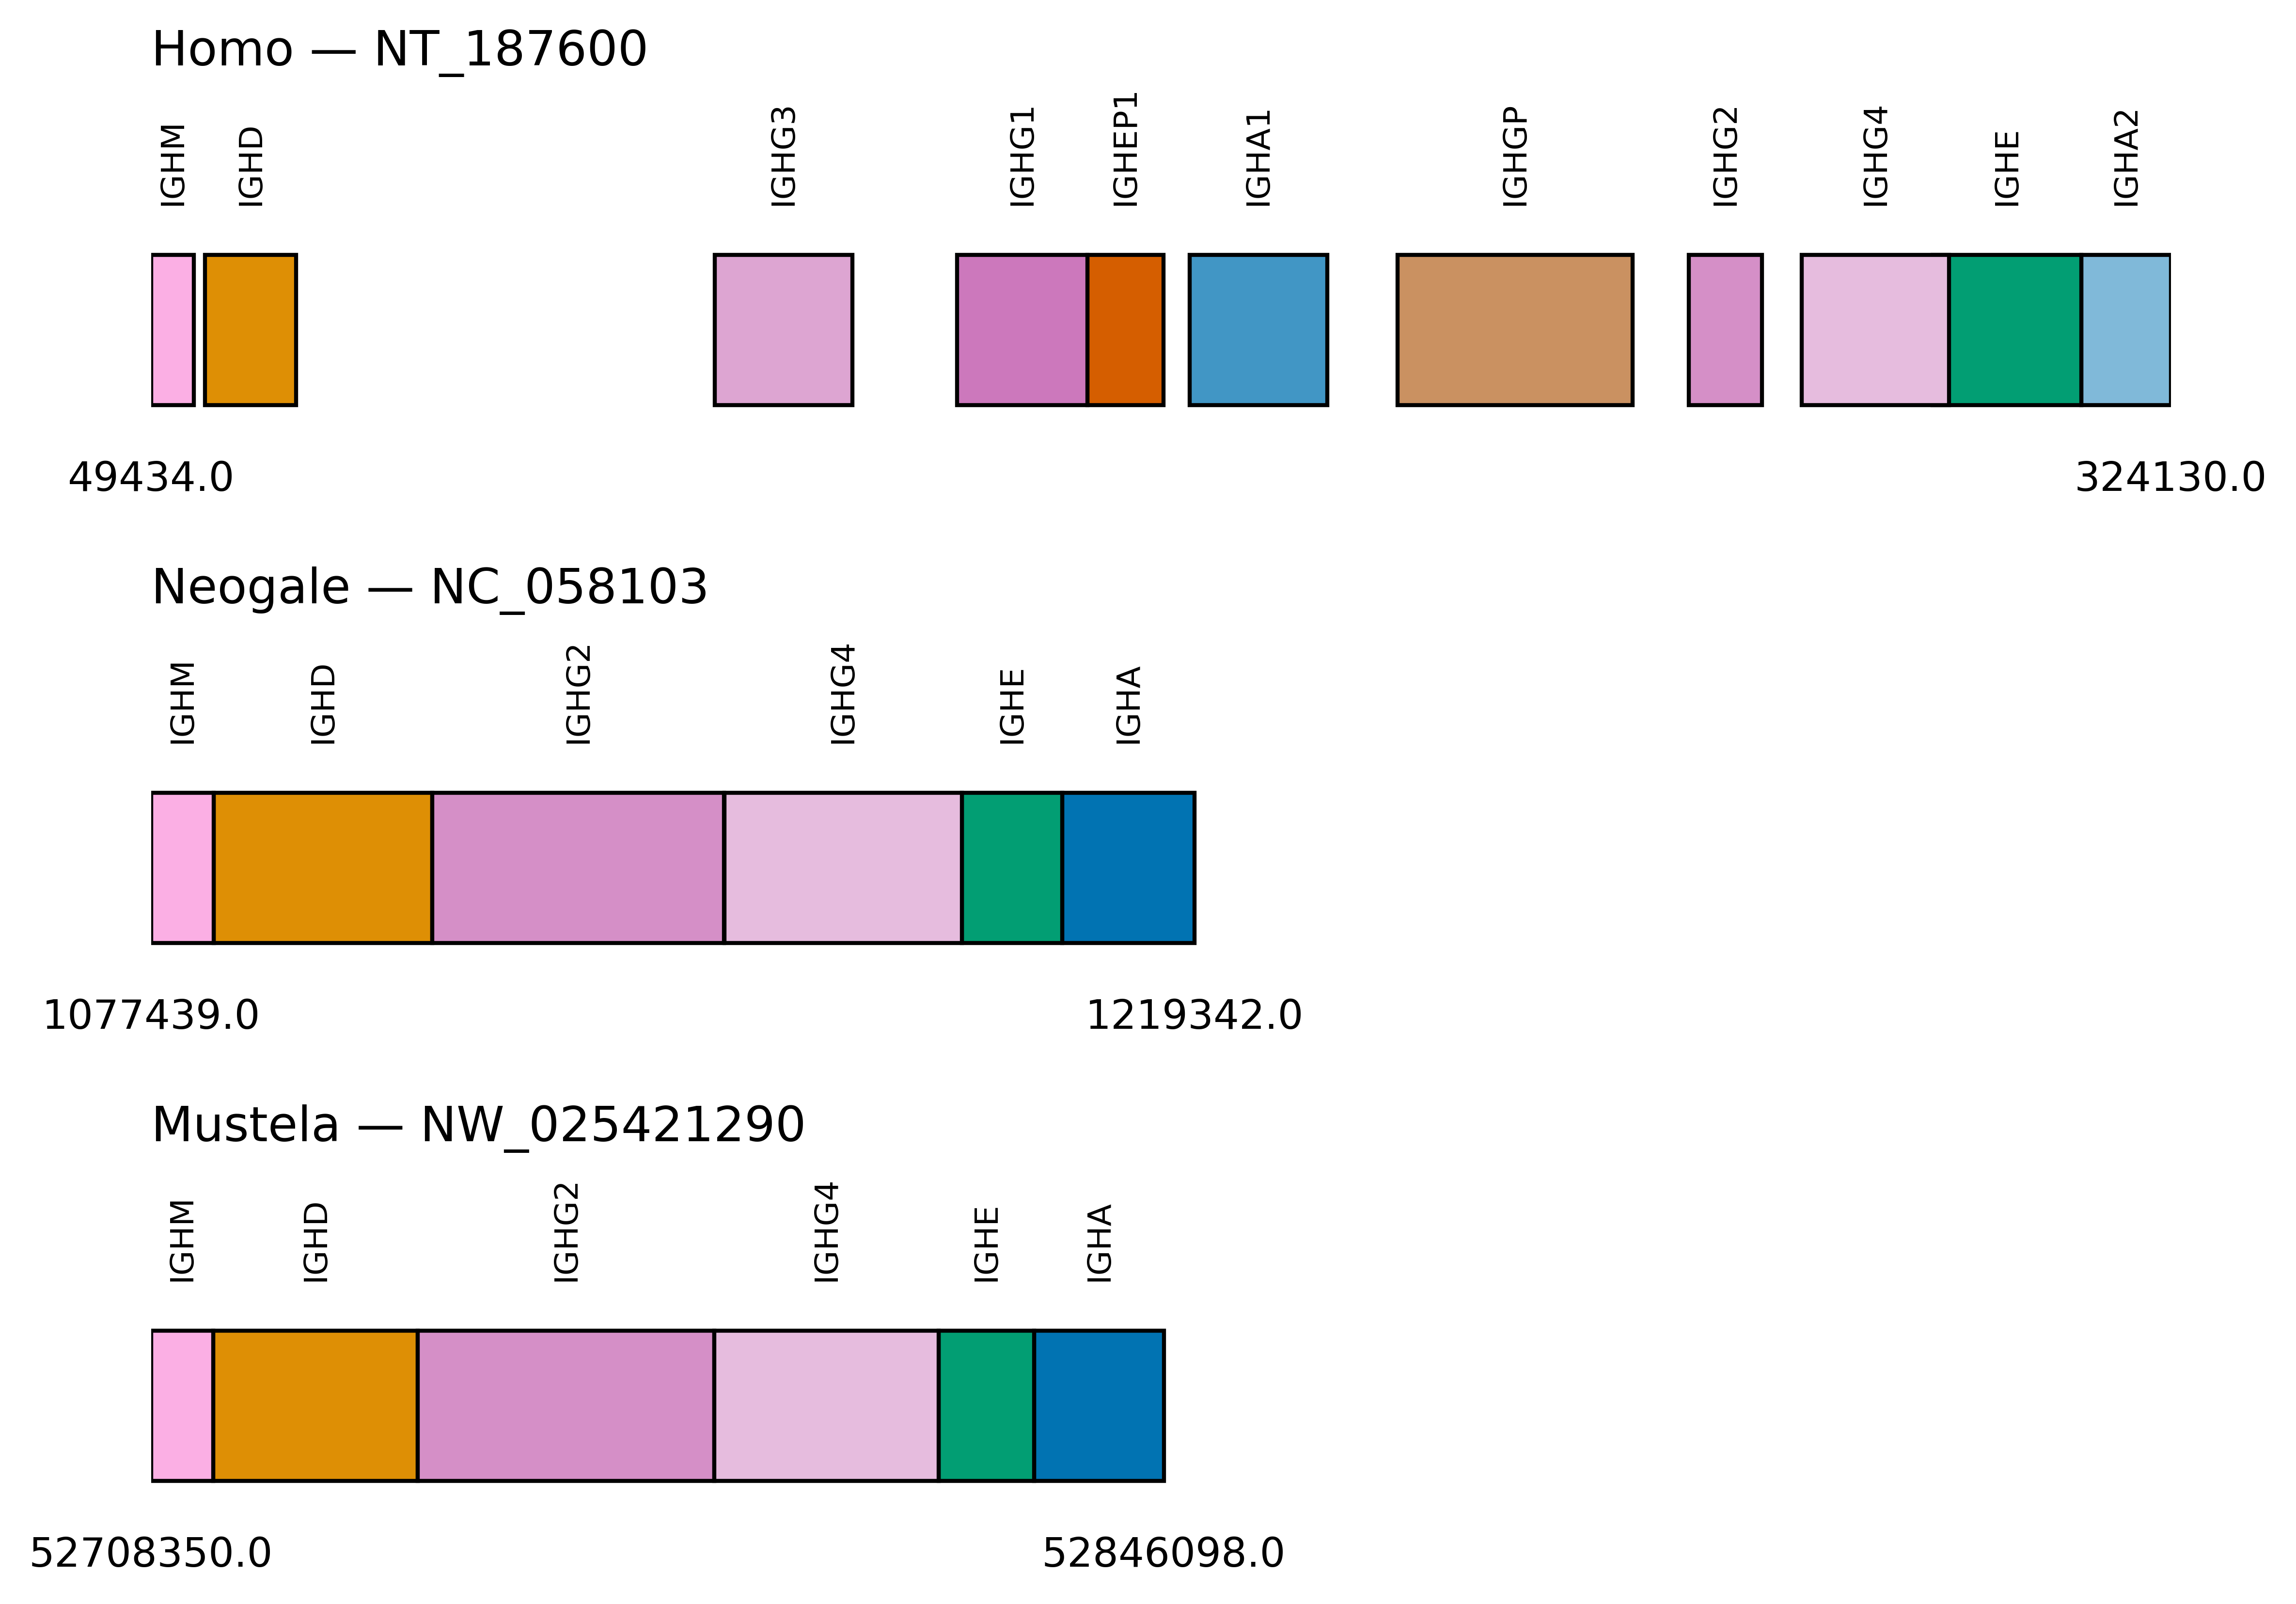 Homo — NT_187600
IGHM IGHD IGHG3 IGHG1 IGHEP1 IGHA1 IGHGP IGHG2 IGHG4 IGHE IGHA2
49434.0 324130.0
Neogale — NC_058103
IGHM IGHD IGHG2 IGHG4 IGHE IGHA
1077439.0 1219342.0
Mustela — NW_025421290
IGHM IGHD IGHG2 IGHG4 IGHE IGHA
52708350.0 52846098.0